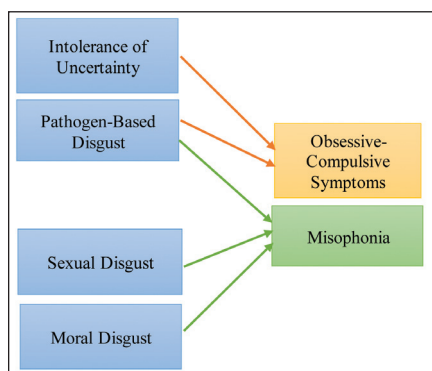 Intolerance of
Uncertainty
Pathogen-Based
Disgust
Obsessive-
Compulsive
Symptoms
Misophonia
Sexual Disgust
Moral Disgust